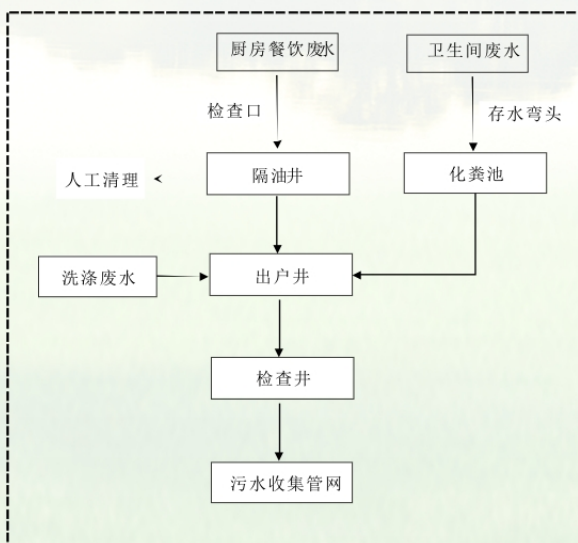 厨房餐饮废水
卫生间废水
检查口
存水弯头
人工清理
隔油井
化粪池
洗涤废水
出户井
检查井
污水收集管网